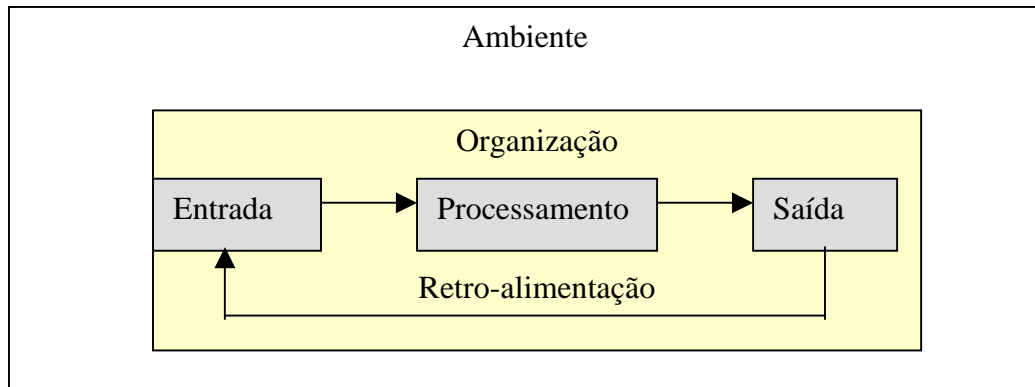 Ambiente
Organização
Entrada
Processamento
Saída
Retro-alimentação